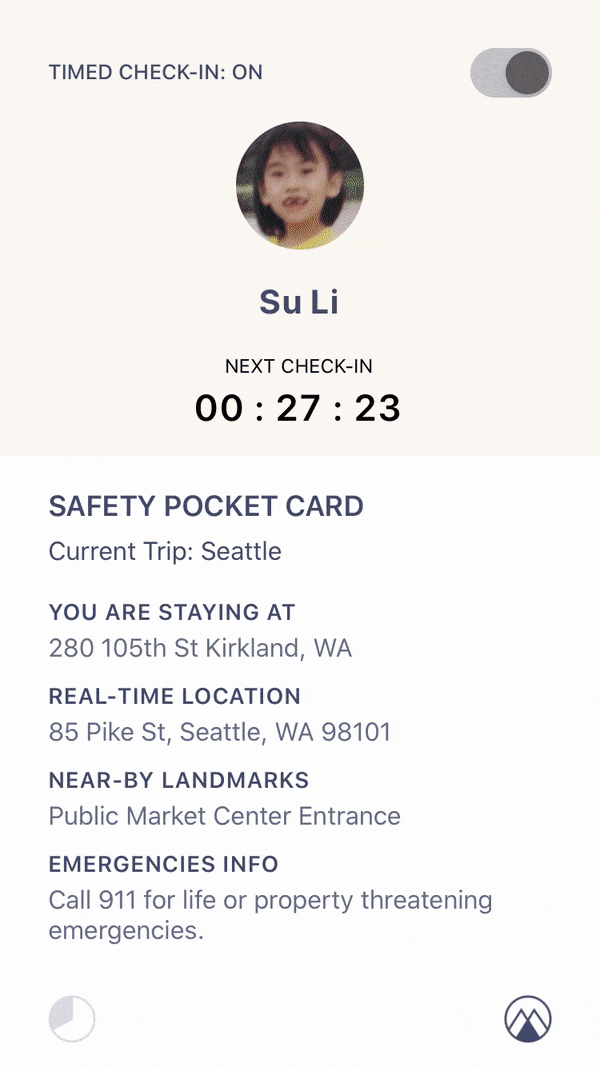 TIMED CHECK-IN: ON
Su Li
NEXT CHECK-IN
00 : 27 : 23
SAFETY POCKET CARD
Current Trip: Seattle
YOU ARE STAYING AT
280 105th St Kirkland, WA
REAL-TIME LOCATION
85 Pike St, Seattle, WA 98101
NEAR-BY LANDMARKS
Public Market Center Entrance
EMERGENCIES INFO
Call 911 for life or property threatening
emergencies.